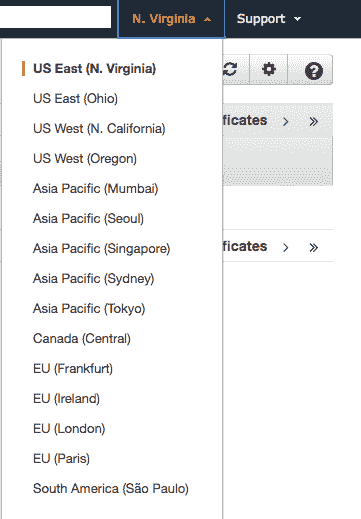 N. Virginia Support
US East (N. Virginia)
US East (Ohio)
ficates
US West (N. California)
US West (Oregon)
Asia Pacific (Mumbai)
Asia Pacific (Seoul)
Asia Pacific (Singapore)
ficates
Asia Pacific (Sydney)
Asia Pacific (Tokyo)
Canada (Central)
EU (Frankfurt)
EU (Ireland)
EU (London)
EU (Paris)
South America (São Paulo)